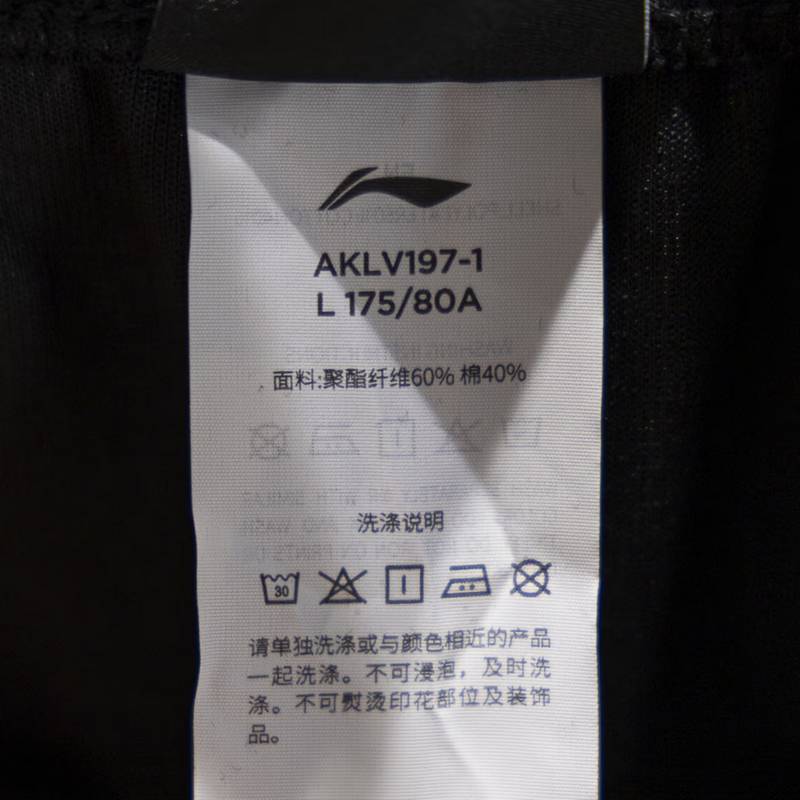 AKLV197-1
L 175/80A
面料:聚酯纤维60% 棉40%
洗涤说明
30
请单独洗涤或与颜色相近的产品
一起洗涤。不可浸泡，及时洗
涤。不可熨烫印花部位及装饰
品。